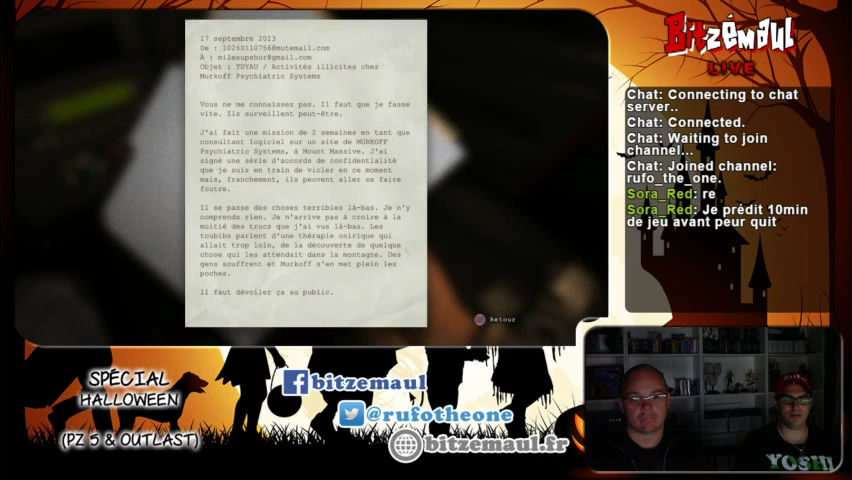 17 septembre 2013
De : 10260110756@mutemail.com
À : milesupshur@gmail.com
Objet : TUYAU / Activités illicites chez
Murkoff Psychiatric Systems
Vous ne me connaissez pas. Il faut que je fasse
vite. Ils surveillent peut-être.
J'ai fait une mission de 2 semaines en tant que
consultant logiciel sur un site de MURKOFF
Psychiatric Systems, à Mount Massive. J'ai
signé une série d'accords de confidentialité
que je suis en train de violer en ce moment
mais, franchement, ils peuvent aller se faire
foutre.
Il se passe des choses terribles là-bas. Je n'y
comprends rien. Je n'arrive pas à croire à la
moitié des trucs que j'ai vus là-bas. Les
toubibs parlent d'une thérapie onirique qui
allait trop loin, de la découverte de quelque
chose qui les attendait dans la montagne. Des
gens souffrent et Murkoff s'en met plein les
poches.
Il faut dévoiler ça au public.
Retour
Bitzémaul
LIVE
Chat: Connecting to chat
server..
Chat: Connected.
Chat: Waiting to join
channel...
Chat: Joined channel:
rufo_the_one.
Sora_Red: re
Sora_Red: Je prédit 10min
de jeu avant peur quit
SPÉCIAL
HALLOWEEN
(PZ 5 & OUTLAST)
bitzemaul
@rufotheone
bitzemaul.fr
YOSHI